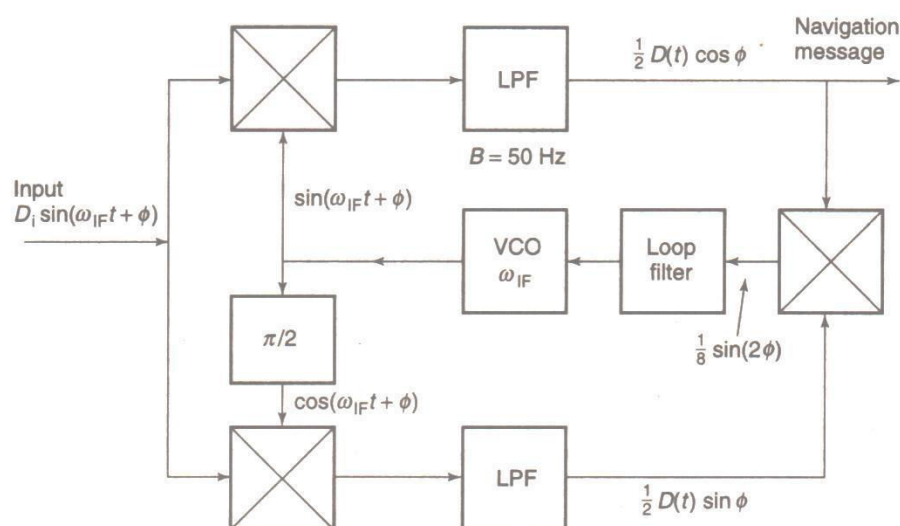 Navigation
message
½ D(t) cos ϕ
LPF
B = 50 Hz
Input
D_i sin(ω_IF t + ϕ)
sin(ω_IF t + ϕ)
VCO
ω_IF
Loop
filter
π/2
⅛ sin(2ϕ)
cos(ω_IF t + ϕ)
LPF
½ D(t) sin ϕ